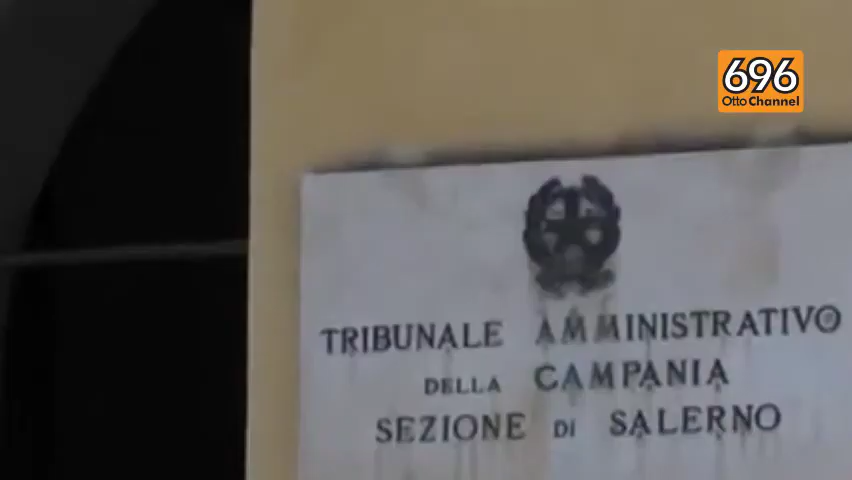 696
Otto Channel
TRIBUNALE AMMINISTRATIVO
DELLA CAMPANIA
SEZIONE DI SALERNO